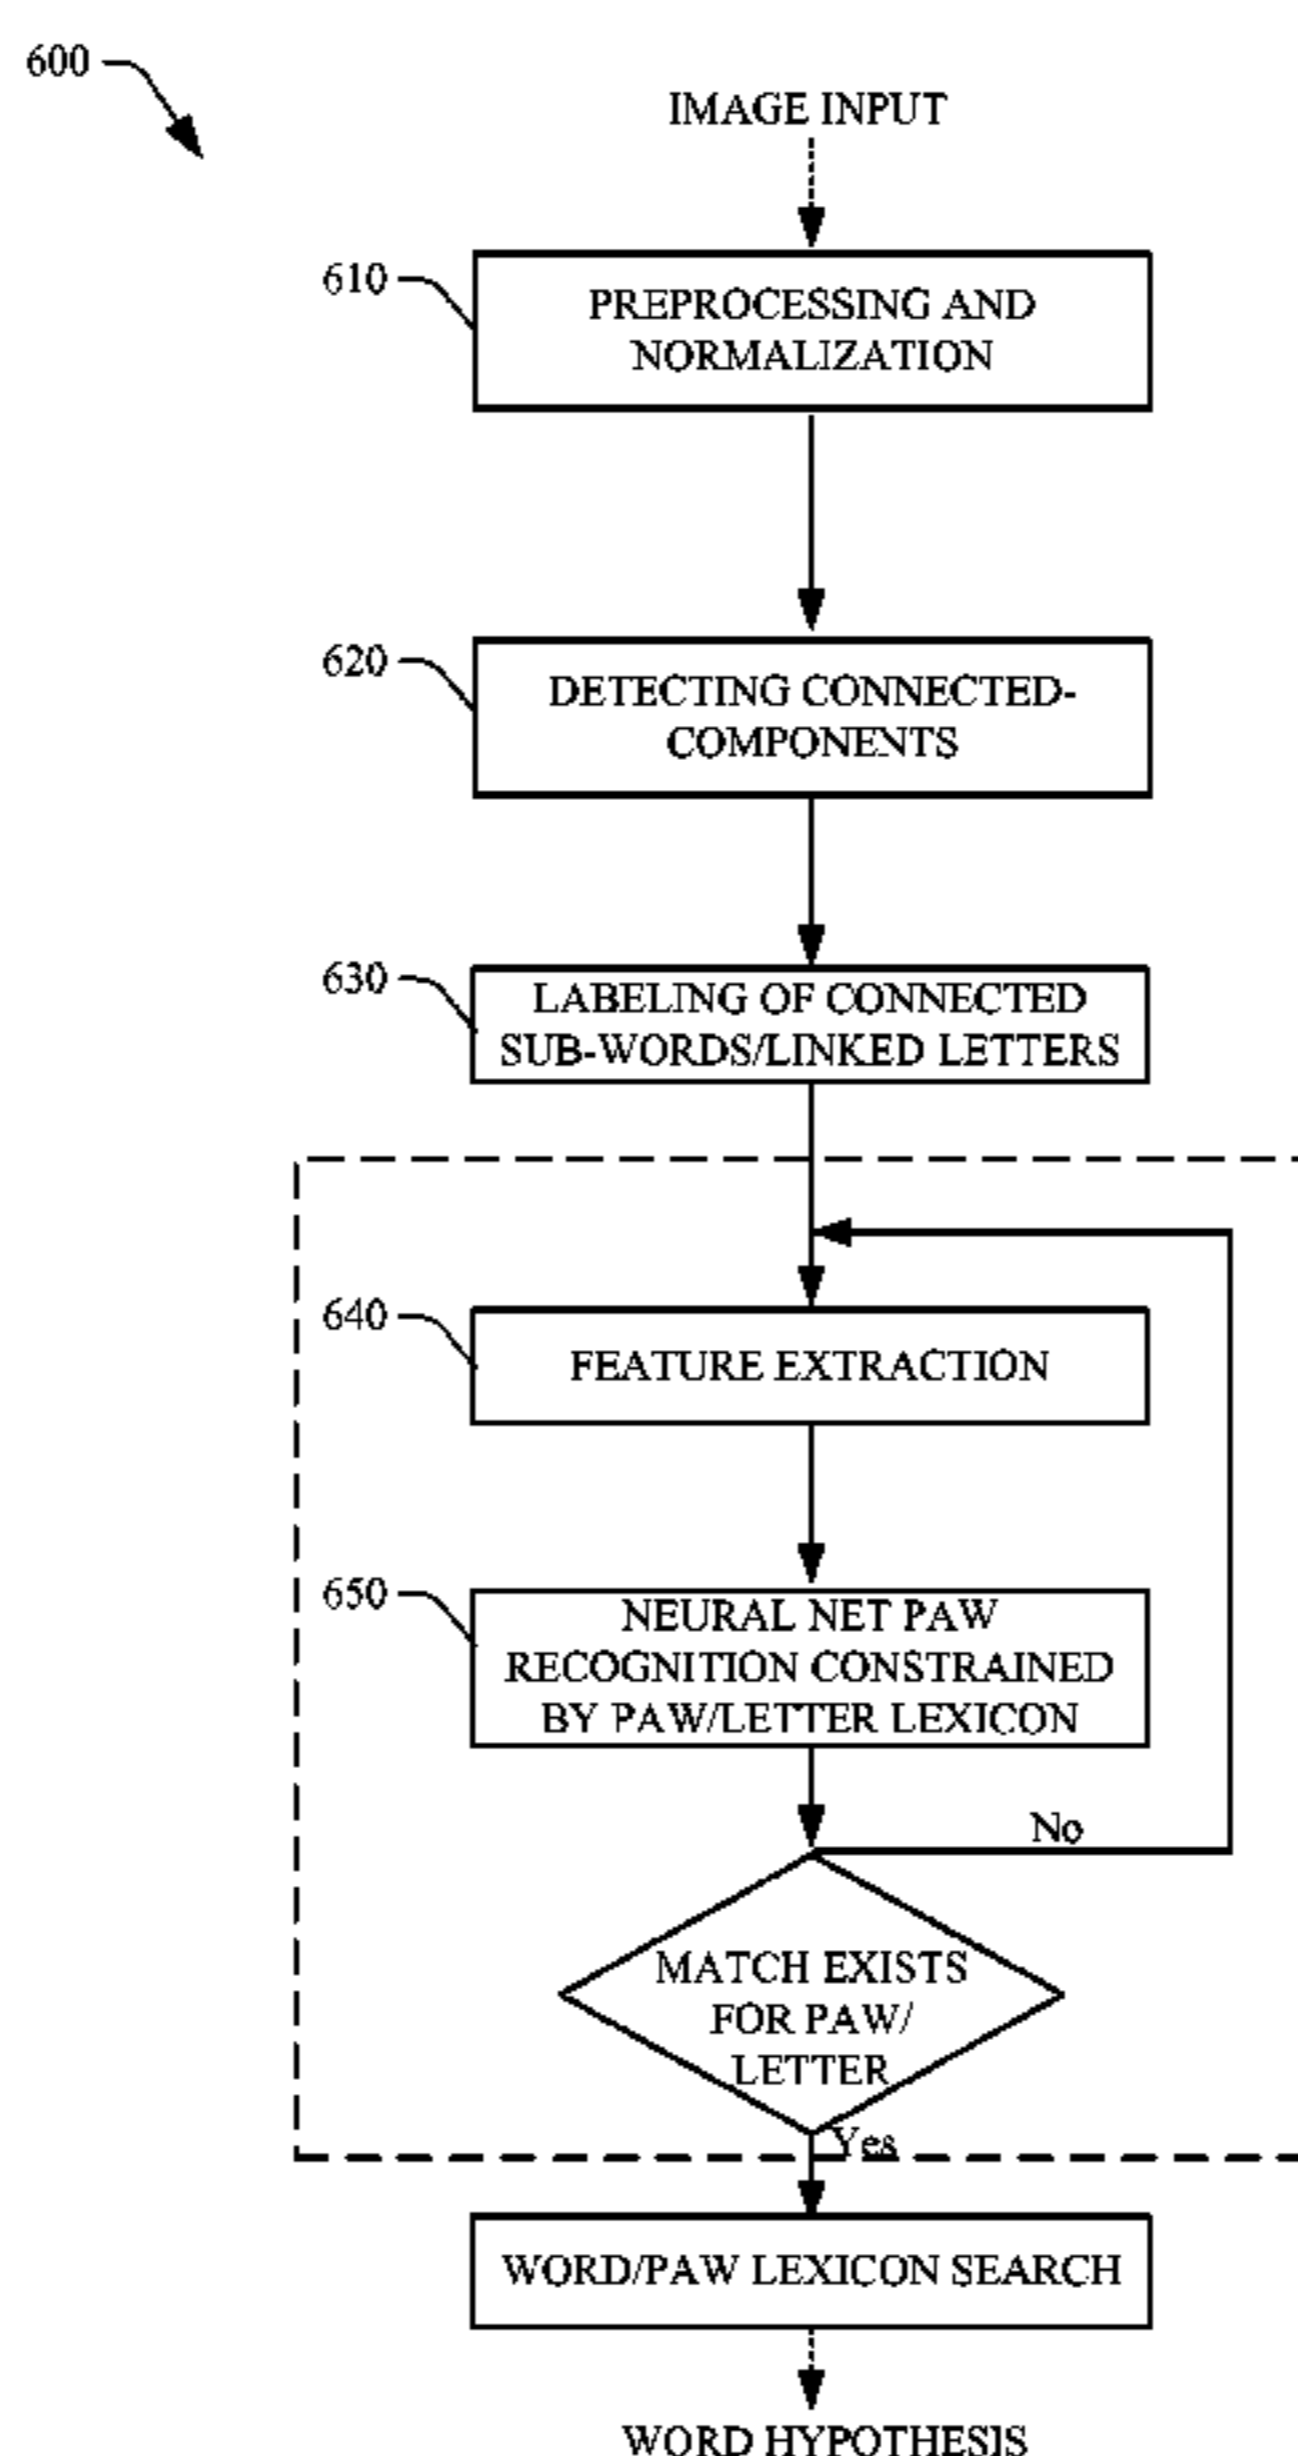 600
IMAGE INPUT
610
PREPROCESSING AND
NORMALIZATION
620
DETECTING CONNECTED-
COMPONENTS
630
LABELING OF CONNECTED
SUB-WORDS/LINKED LETTERS
640
FEATURE EXTRACTION
650
NEURAL NET PAW
RECOGNITION CONSTRAINED
BY PAW/LETTER LEXICON
No
MATCH EXISTS
FOR PAW/
LETTER
Yes
WORD/PAW LEXICON SEARCH
WORD HYPOTHESIS